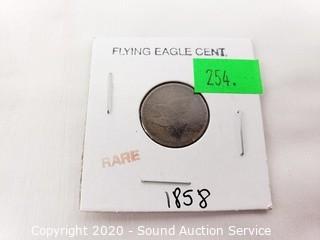 FLYING EAGLE CENT.
254.
RARE
1858
Copyright 2020 - Sound Auction Service